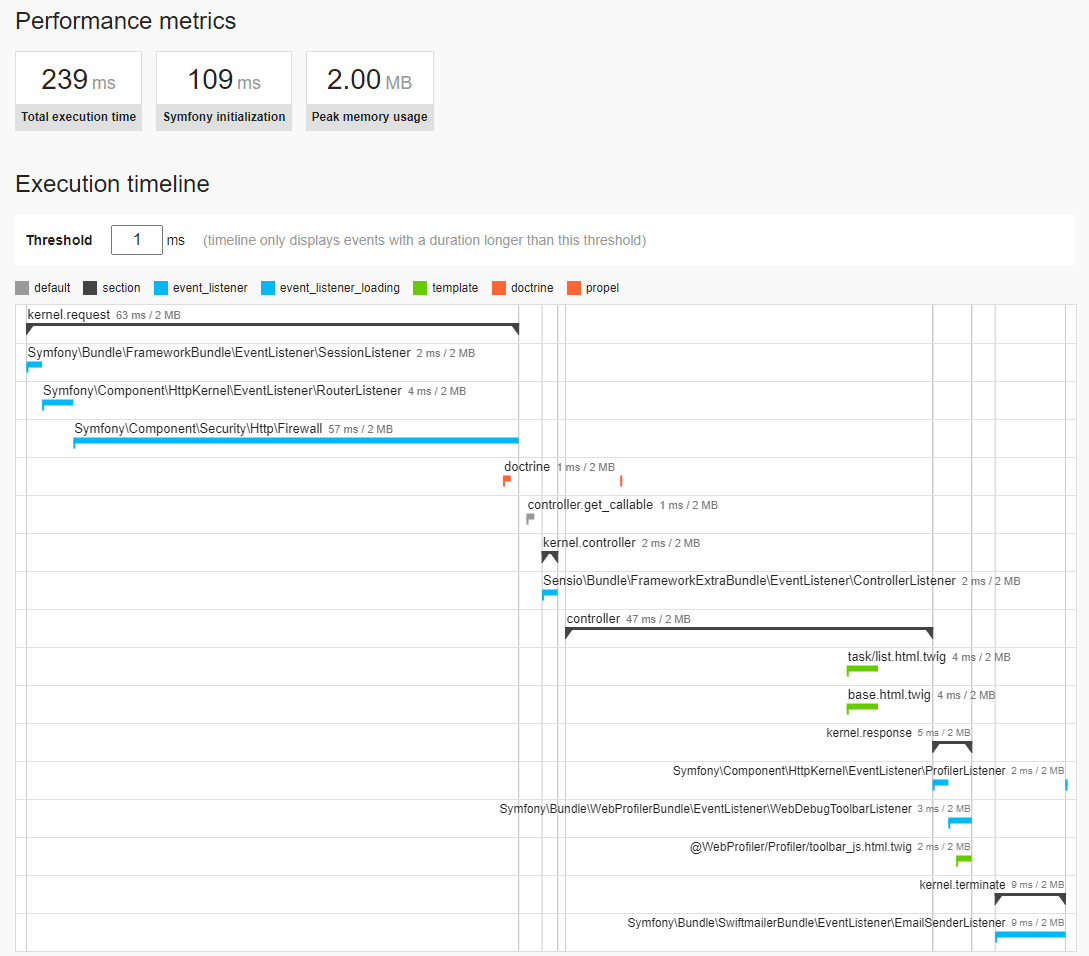 Performance metrics
239 ms 109 ms 2.00 MB
Total execution time Symfony initialization Peak memory usage
Execution timeline
Threshold 1 ms (timeline only displays events with a duration longer than this threshold)
default section event_listener event_listener_loading template doctrine propel
kernel.request 63 ms / 2 MB
Symfony\Bundle\FrameworkBundle\EventListener\SessionListener 2 ms / 2 MB
Symfony\Component\HttpKernel\EventListener\RouterListener 4 ms / 2 MB
Symfony\Component\Security\Http\Firewall 57 ms / 2 MB
doctrine 1 ms / 2 MB
controller.get_callable 1 ms / 2 MB
kernel.controller 2 ms / 2 MB
Sensio\Bundle\FrameworkExtraBundle\EventListener\ControllerListener 2 ms / 2 MB
controller 47 ms / 2 MB
task/list.html.twig 4 ms / 2 MB
base.html.twig 4 ms / 2 MB
kernel.response 5 ms / 2 MB
Symfony\Component\HttpKernel\EventListener\ProfilerListener 2 ms / 2 MB
Symfony\Bundle\WebProfilerBundle\EventListener\WebDebugToolbarListener 3 ms / 2 MB
@WebProfiler/Profiler/toolbar_js.html.twig 2 ms / 2 MB
kernel.terminate 9 ms / 2 MB
Symfony\Bundle\SwiftmailerBundle\EventListener\EmailSenderListener 9 ms / 2 MB